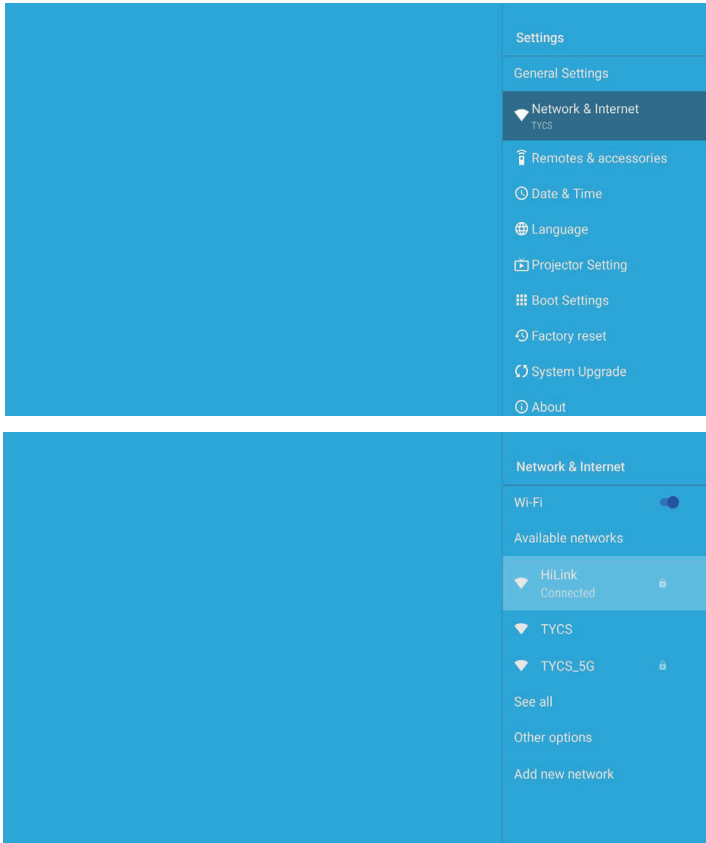 Settings
General Settings
Network & Internet
TYCS
Remotes & accessories
Date & Time
Language
Projector Setting
Boot Settings
Factory reset
System Upgrade
About
Network & Internet
Wi-Fi
Available networks
HiLink
Connected
TYCS
TYCS_5G
See all
Other options
Add new network